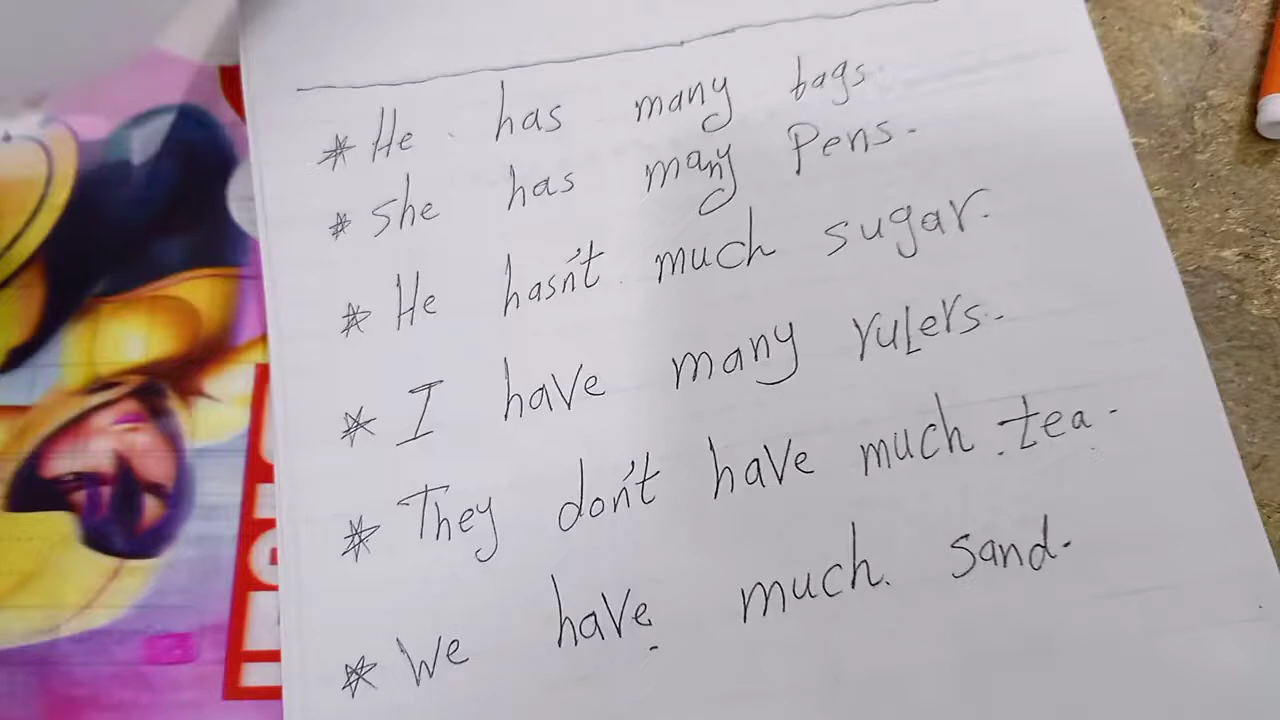 * He has many bags.
* She has many Pens.
* He hasn't much sugar.
* I have many rulers.
* They don't have much tea.
* We have much sand.